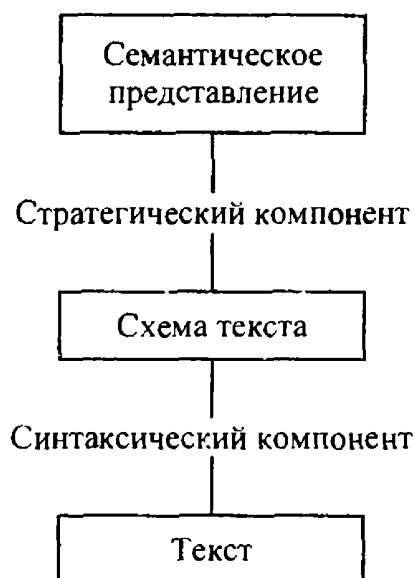 Семантическое
представление
Стратегический компонент
Схема текста
Синтаксический компонент
Текст